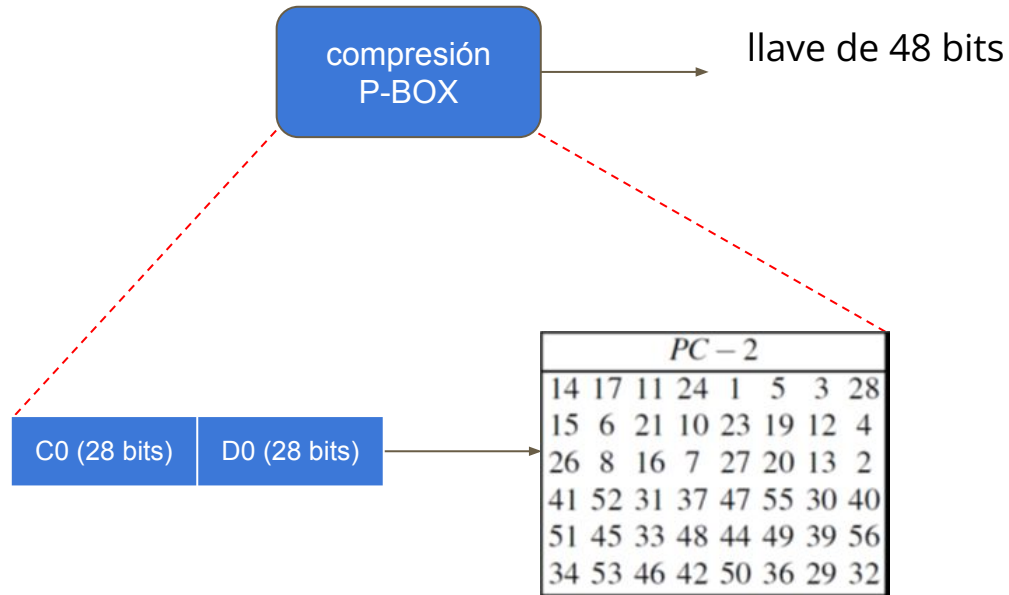 compresión
P-BOX
llave de 48 bits
C0 (28 bits)
D0 (28 bits)
PC − 2
14 17 11 24 1 5 3 28
15 6 21 10 23 19 12 4
26 8 16 7 27 20 13 2
41 52 31 37 47 55 30 40
51 45 33 48 44 49 39 56
34 53 46 42 50 36 29 32